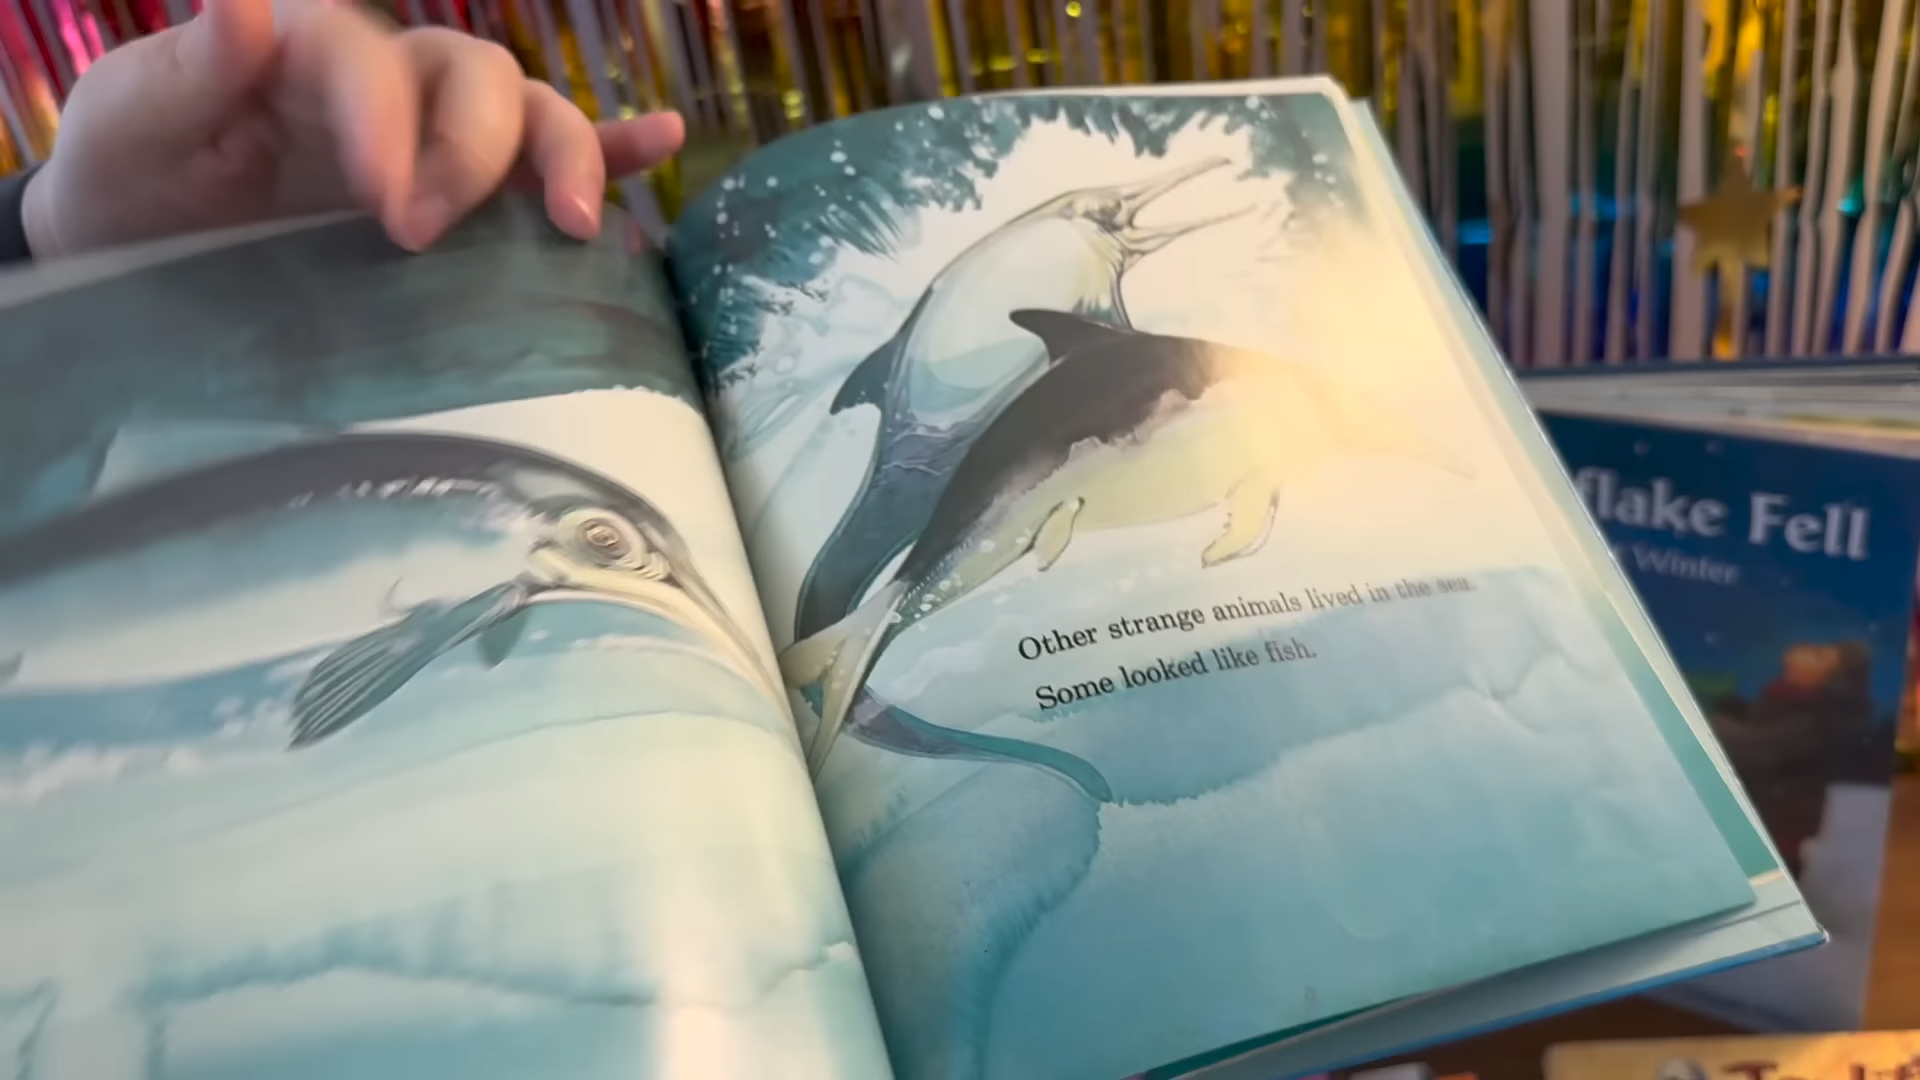 Other strange animals lived in the sea.
Some looked like fish.
flake Fell
Winter